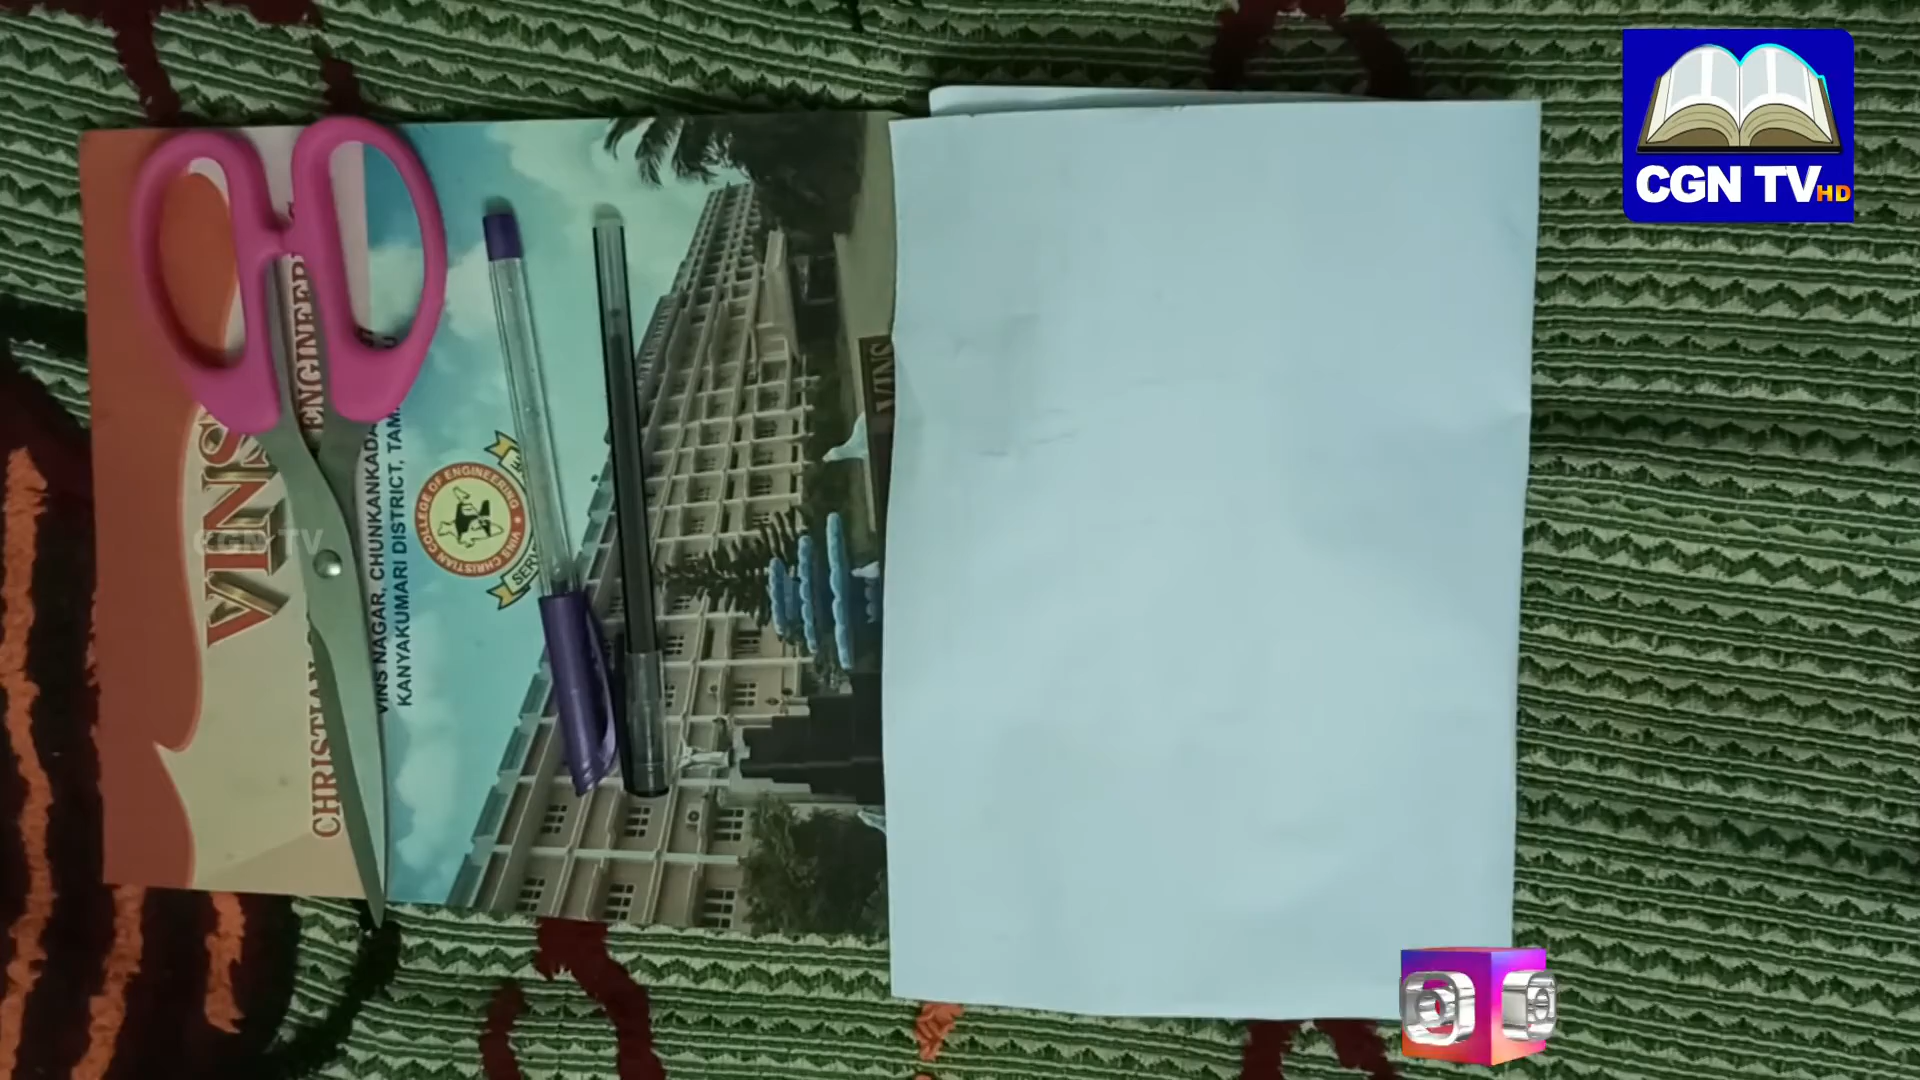 VINS
CHRISTIAN
ENGINEER
VINS NAGAR, CHUNKANKADA
KANYAKUMARI DISTRICT, TAM
VINS CHRISTIAN COLLEGE OF ENGINEERING
VINS
CGN TV
CGN TV HD